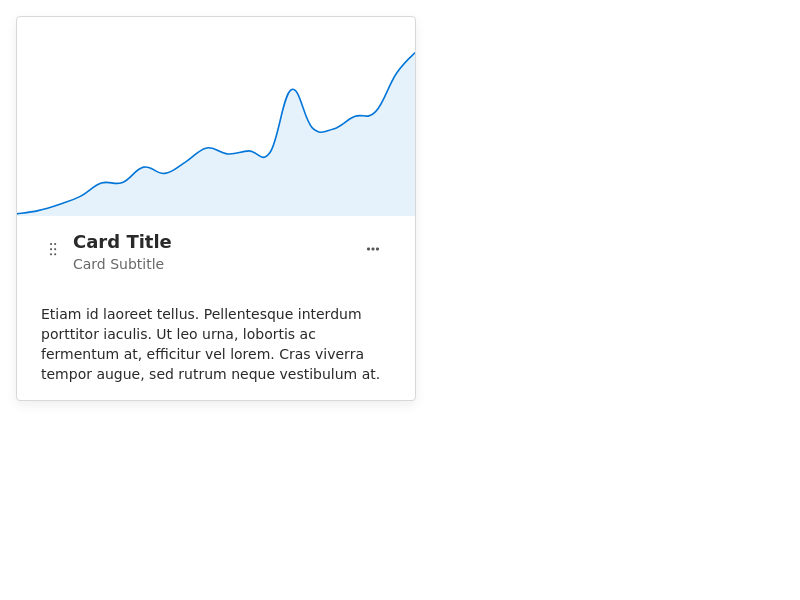 Card Title
Card Subtitle
Etiam id laoreet tellus. Pellentesque interdum
porttitor iaculis. Ut leo urna, lobortis ac
fermentum at, efficitur vel lorem. Cras viverra
tempor augue, sed rutrum neque vestibulum at.